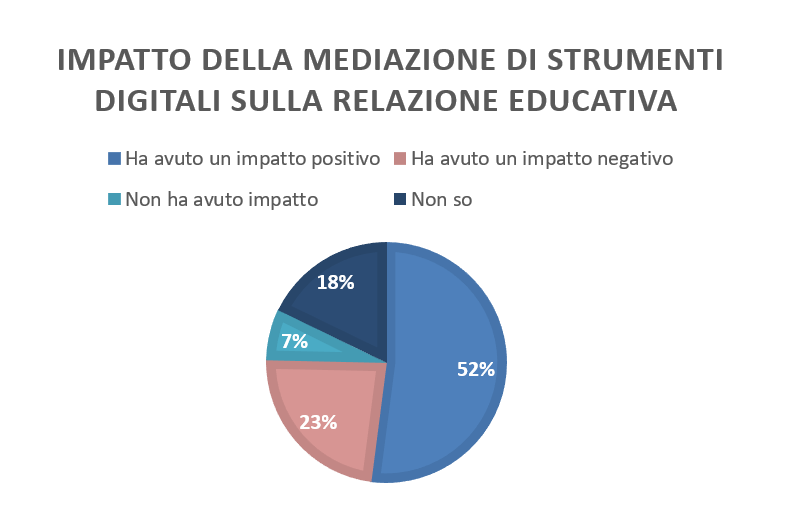 IMPATTO DELLA MEDIAZIONE DI STRUMENTI
DIGITALI SULLA RELAZIONE EDUCATIVA
Ha avuto un impatto positivo
Ha avuto un impatto negativo
Non ha avuto impatto
Non so
18%
7%
52%
23%